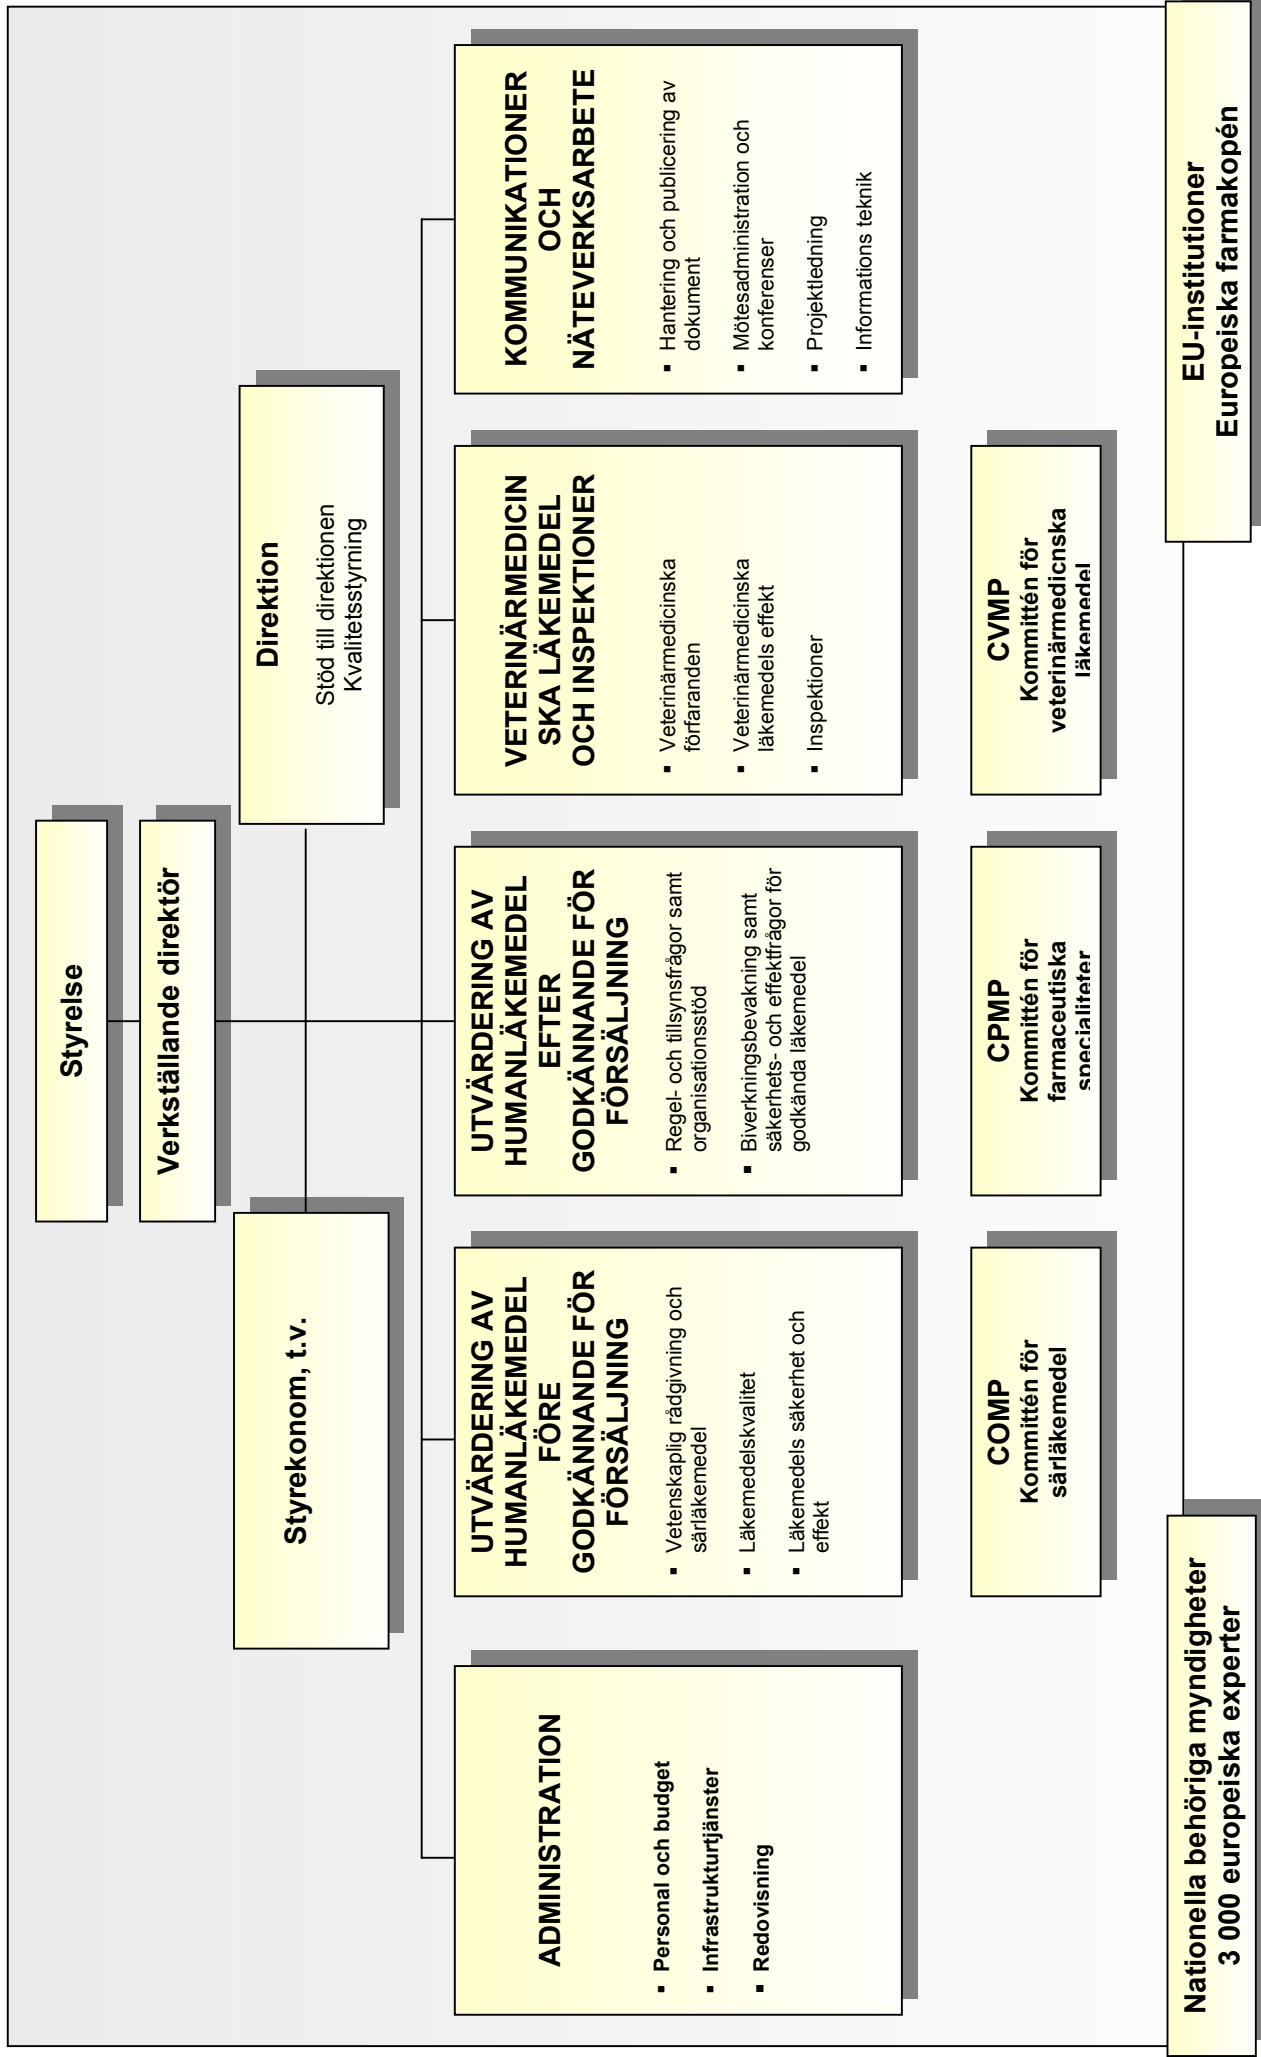 Styrelse
Verkställande direktör
Styrekonom, t.v.
Direktion
Stöd till direktionen
Kvalitetsstyrning
ADMINISTRATION
▪ Personal och budget
▪ Infrastrukturtjänster
▪ Redovisning
UTVÄRDERING AV
HUMANLÄKEMEDEL
FÖRE
GODKÄNNANDE FÖR
FÖRSÄLJNING
▪ Vetenskaplig rådgivning och
särläkemedel
▪ Läkemedelskvalitet
▪ Läkemedels säkerhet och
effekt
UTVÄRDERING AV
HUMANLÄKEMEDEL
EFTER
GODKÄNNANDE FÖR
FÖRSÄLJNING
▪ Regel- och tillsynsfrågor samt
organisationsstöd
▪ Biverkningsbevakning samt
säkerhets- och effektfrågor för
godkända läkemedel
VETERINÄRMEDICIN
SKA LÄKEMEDEL
OCH INSPEKTIONER
▪ Veterinärmedicinska
förfaranden
▪ Veterinärmedicinska
läkemedels effekt
▪ Inspektioner
KOMMUNIKATIONER
OCH
NÄTEVERKSARBETE
▪ Hantering och publicering av
dokument
▪ Mötesadministration och
konferenser
▪ Projektledning
▪ Informations teknik
COMP
Kommittén för
särläkemedel
CPMP
Kommittén för
farmaceutiska
specialiteter
CVMP
Kommittén för
veterinärmedicnska
läkemedel
Nationella behöriga myndigheter
3 000 europeiska experter
EU-institutioner
Europeiska farmakopén